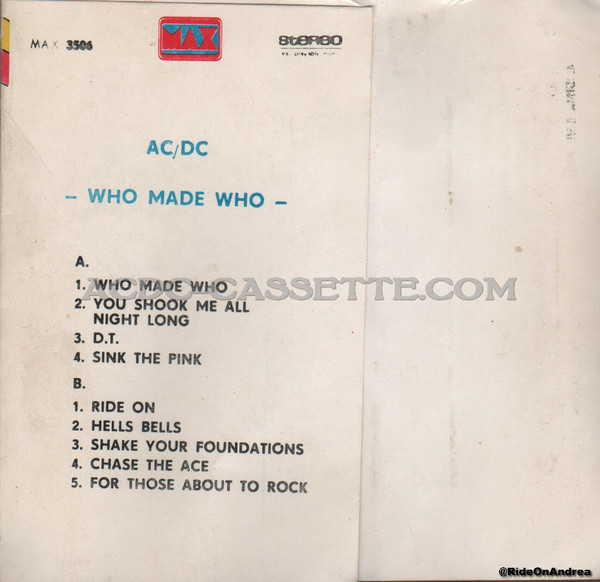 MAX 3506
MAX
STEREO
AC/DC
- WHO MADE WHO -
A.
1. WHO MADE WHO
ACDC-CASSETTE.COM
2. YOU SHOOK ME ALL
NIGHT LONG
3. D.T.
4. SINK THE PINK
B.
1. RIDE ON
2. HELLS BELLS
3. SHAKE YOUR FOUNDATIONS
4. CHASE THE ACE
5. FOR THOSE ABOUT TO ROCK
@RideOnAndrea